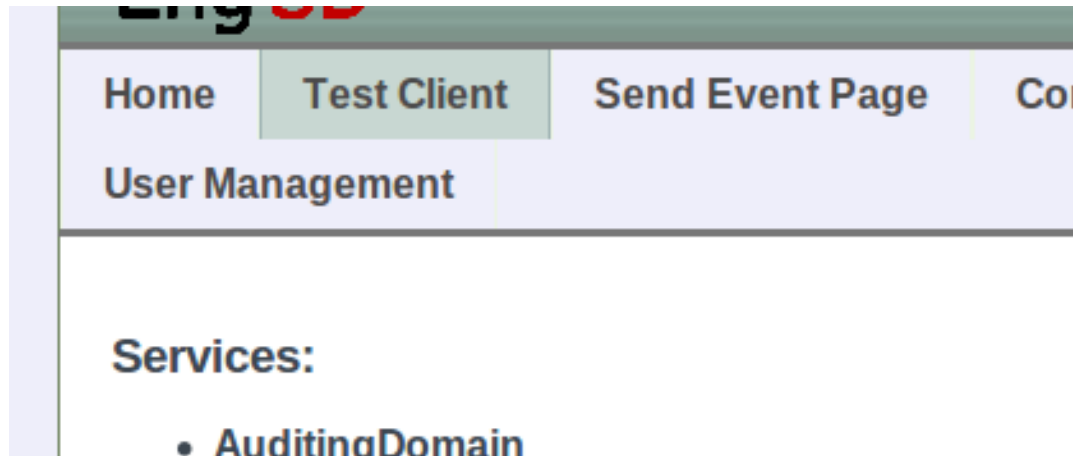 Home Test Client Send Event Page
User Management
Services:
• AuditingDomain